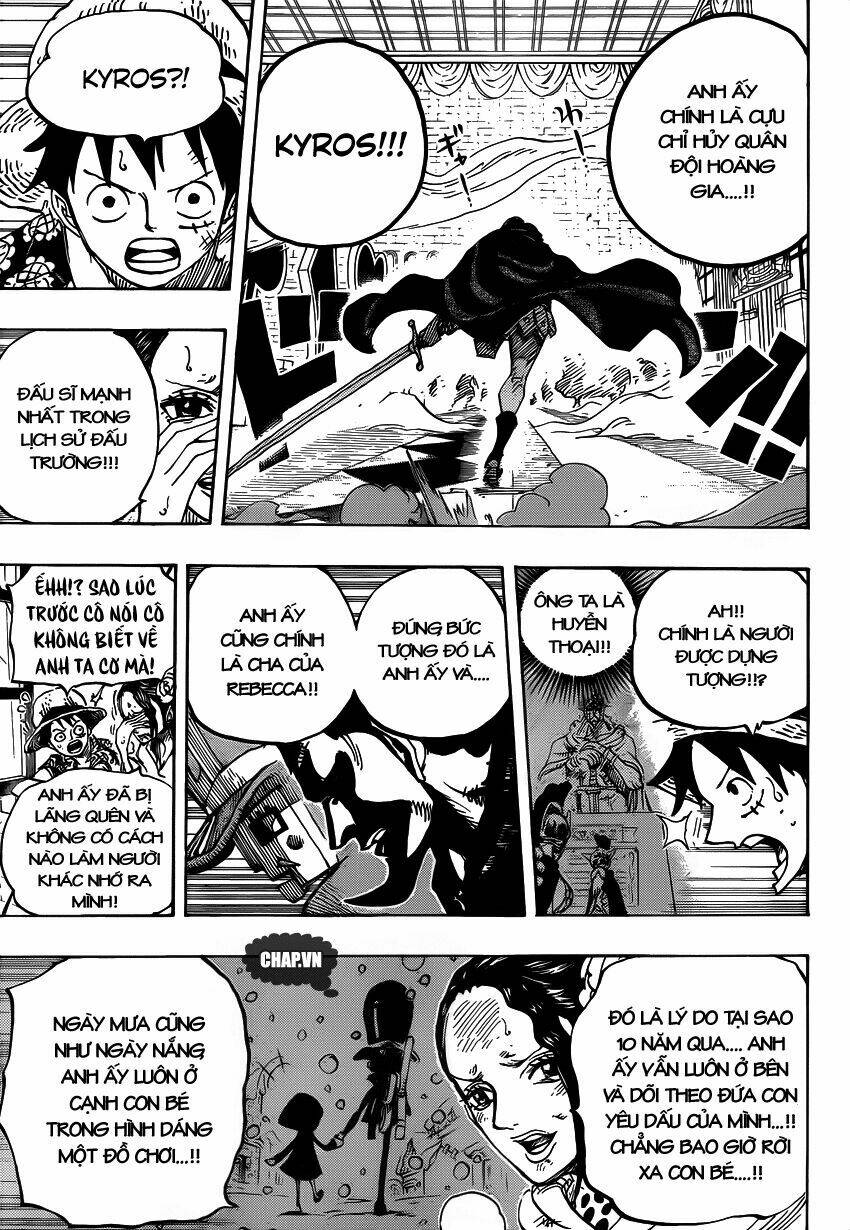 ANH ẤY
CHÍNH LÀ CỰU
CHỈ HỦY QUÂN
ĐỘI HOÀNG
GIA....!!
KYROS!!!
KYROS?!
ĐẤU SĨ MẠNH
NHẤT TRONG
LỊCH SỬ ĐẤU
TRƯỜNG!!!
AH!!
CHÍNH LÀ NGƯỜI
ĐƯỢC DỰNG
TƯỢNG!!?
ÔNG TA LÀ
HUYỀN
THOẠI!!
ĐÚNG, BỨC
TƯỢNG ĐÓ LÀ
ANH ẤY VÀ....
ANH ẤY
CŨNG CHÍNH
LÀ CHA CỦA
REBECCA!!
ẾHH!? SAO LÚC
TRƯỚC CÔ NÓI CÔ
KHÔNG BIẾT VỀ
ANH TA CƠ MÀ!
ANH ẤY ĐÃ BỊ
LÃNG QUÊN VÀ
KHÔNG CÓ CÁCH
NÀO LÀM NGƯỜI
KHÁC NHỚ RA
MÌNH!
ĐÓ LÀ LÝ DO TẠI SAO
10 NĂM QUA.... ANH
ẤY VẪN LUÔN Ở BÊN
VÀ DÕI THEO ĐỨA CON
YÊU DẤU CỦA MÌNH...!!
CHẲNG BAO GIỜ RỜI
XA CON BÉ....!!
CHAP.VN
NGÀY MƯA CŨNG
NHƯ NGÀY NẮNG,
ANH ẤY LUÔN Ở
CẠNH CON BÉ
TRONG HÌNH DÁNG
MỘT ĐỒ CHƠI...!!